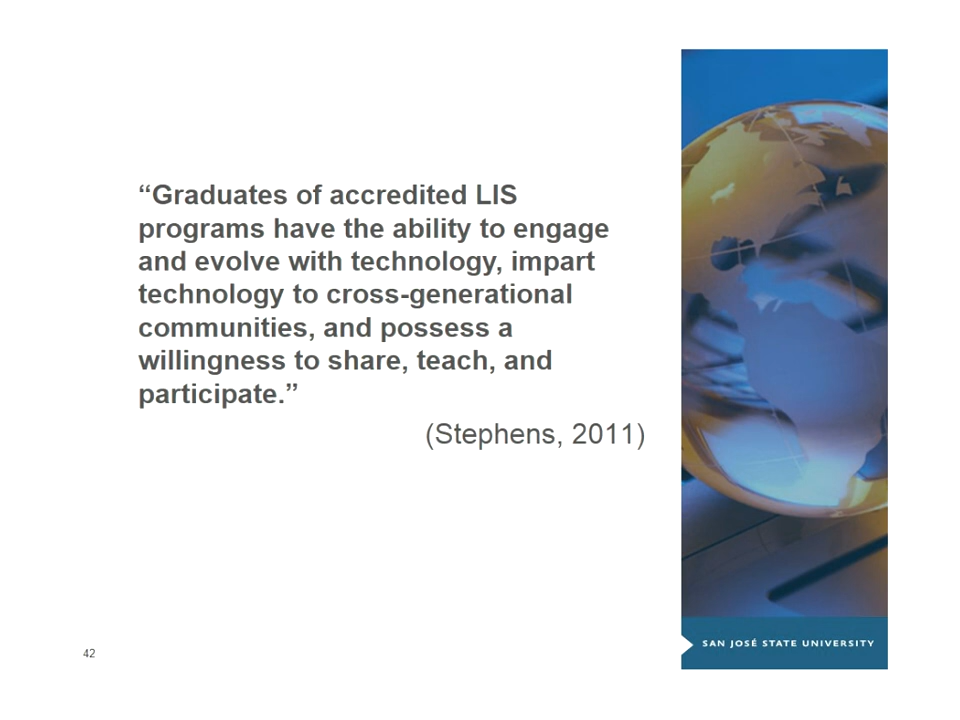 “Graduates of accredited LIS
programs have the ability to engage
and evolve with technology, impart
technology to cross-generational
communities, and possess a
willingness to share, teach, and
participate.”
(Stephens, 2011)
SAN JOSÉ STATE UNIVERSITY
42